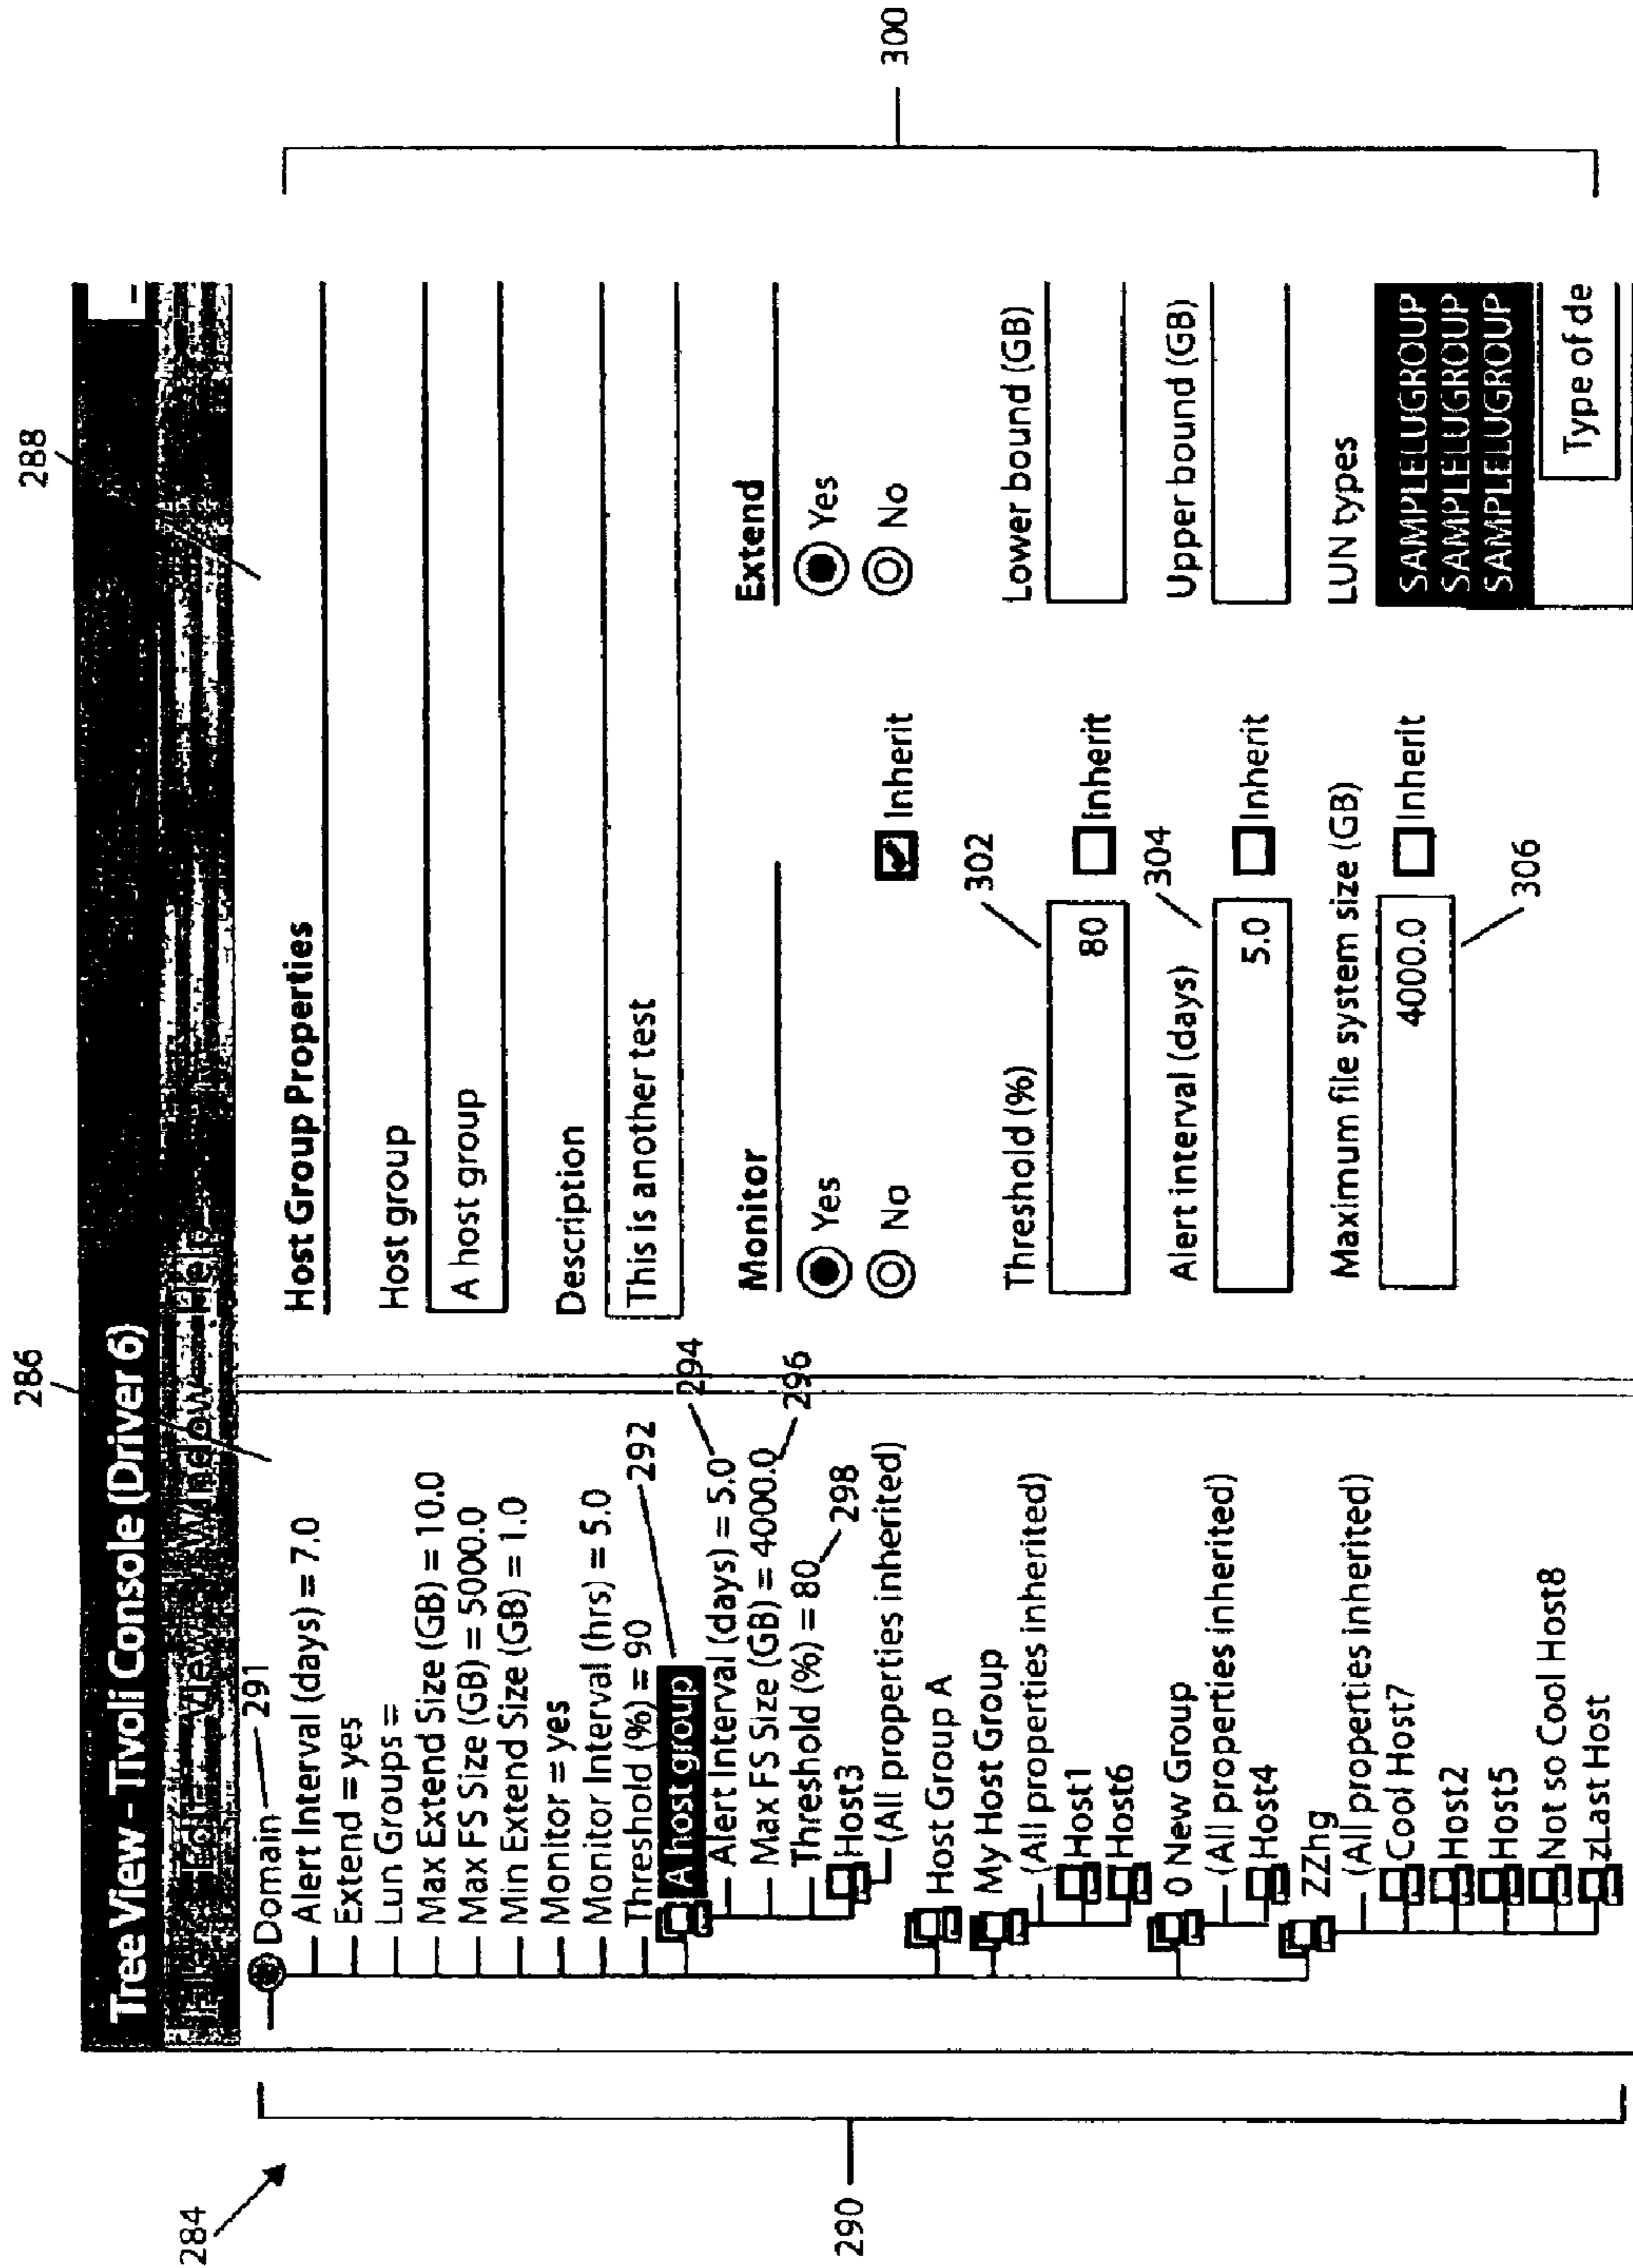 284
286
288
Tree View - Tivoli Console (Driver 6)
Window Help
290
Domain
291
Alert Interval (days) = 7.0
Extend = yes
Lun Groups =
Max Extend Size (GB) = 10.0
Max FS Size (GB) = 5000.0
Min Extend Size (GB) = 1.0
Monitor = yes
Monitor Interval (hrs) = 5.0
Threshold (%) = 90
292
A host group
294
Alert Interval (days) = 5.0
Max FS Size (GB) = 4000.0
296
Threshold (%) = 80
298
Host3
(All properties inherited)
Host Group A
My Host Group
(All properties inherited)
Host1
Host6
0 New Group
(All properties inherited)
Host4
ZZhg
(All properties inherited)
Cool Host7
Host2
Host5
Not so Cool Host8
zLast Host
300
Host Group Properties
Host group
A host group
Description
This is another test
Monitor
Extend
Yes
Yes
No
Inherit
No
302
Threshold (%)
Lower bound (GB)
80
Inherit
304
Alert interval (days)
Upper bound (GB)
5.0
Inherit
Maximum file system size (GB)
LUN types
4000.0
Inherit
SAMPLELUGROUP
SAMPLELUGROUP
SAMPLELUGROUP
306
Type of de